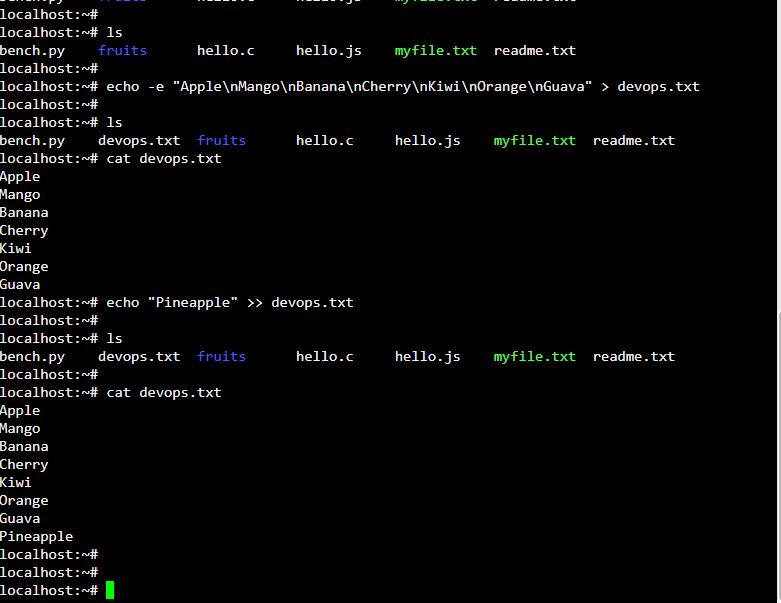 localhost:~#
localhost:~# ls
bench.py fruits hello.c hello.js myfile.txt readme.txt
localhost:~#
localhost:~# echo -e "Apple\nMango\nBanana\nCherry\nKiwi\nOrange\nGuava" > devops.txt
localhost:~#
localhost:~# ls
bench.py devops.txt fruits hello.c hello.js myfile.txt readme.txt
localhost:~# cat devops.txt
Apple
Mango
Banana
Cherry
Kiwi
Orange
Guava
localhost:~# echo "Pineapple" >> devops.txt
localhost:~#
localhost:~# ls
bench.py devops.txt fruits hello.c hello.js myfile.txt readme.txt
localhost:~#
localhost:~# cat devops.txt
Apple
Mango
Banana
Cherry
Kiwi
Orange
Guava
Pineapple
localhost:~#
localhost:~#
localhost:~#